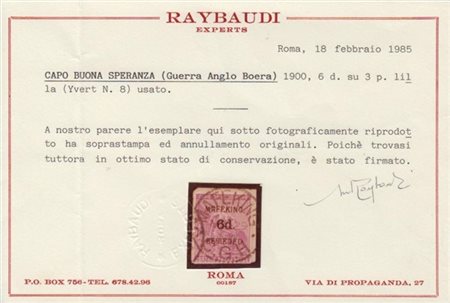 RAYBAUDI
EXPERTS
Roma, 18 febbraio 1985
CAPO BUONA SPERANZA (Guerra Anglo Boera) 1900, 6 d. su 3 p. lil
la (Yvert N. 8) usato.
A nostro parere l'esemplare qui sotto fotograficamente riprodot
to ha soprastampa ed annullamento originali. Poichè trovasi
tuttora in ottimo stato di conservazione, è stato firmato.
RAYBAUDI
MAFEKING
6d.
BESIEGED
ROMA
00187
P.O. BOX 756 - TEL. 678.42.96
VIA DI PROPAGANDA, 27